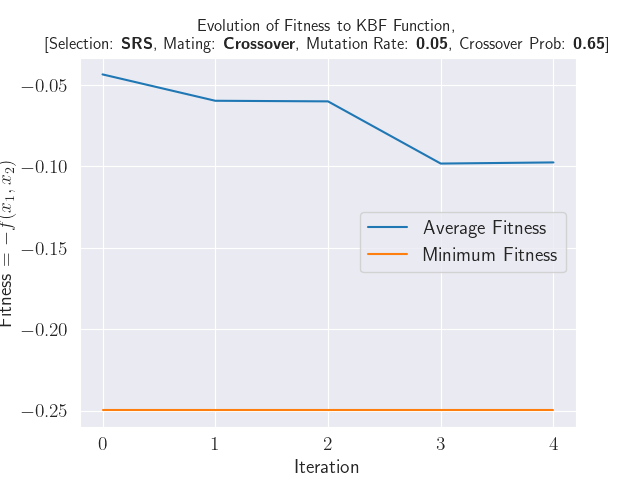 Evolution of Fitness to KBF Function,
[Selection: SRS, Mating: Crossover, Mutation Rate: 0.05, Crossover Prob: 0.65]
Fitness = −f(x₁, x₂)
−0.05
−0.10
−0.15
−0.20
−0.25
Average Fitness
Minimum Fitness
0 1 2 3 4
Iteration